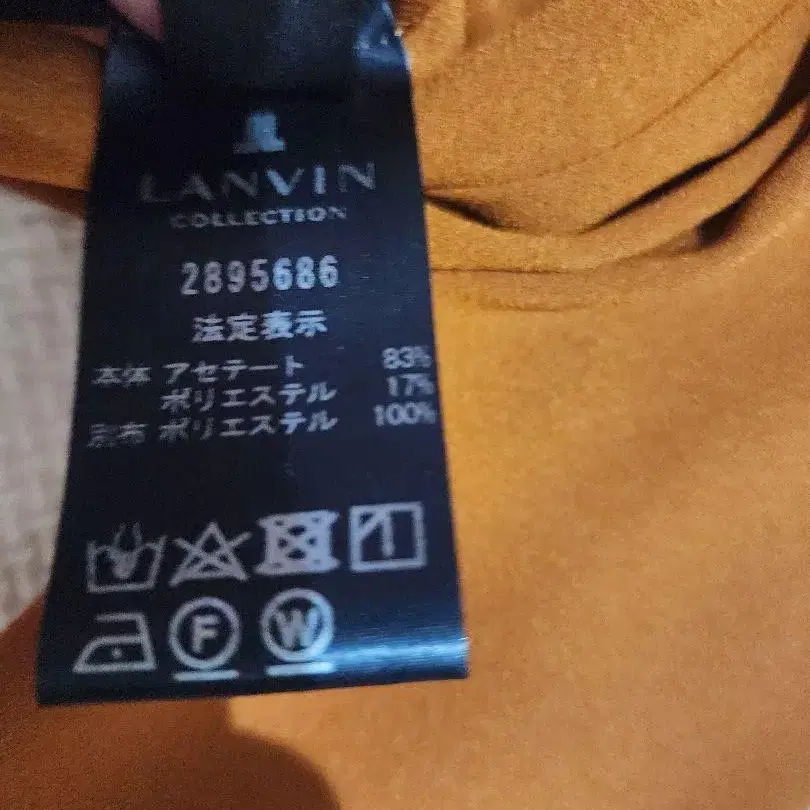 LANVIN
COLLECTION
2895686
法定表示
本体 アセテート 83%
ポリエステル 17%
別布 ポリエステル 100%
F W